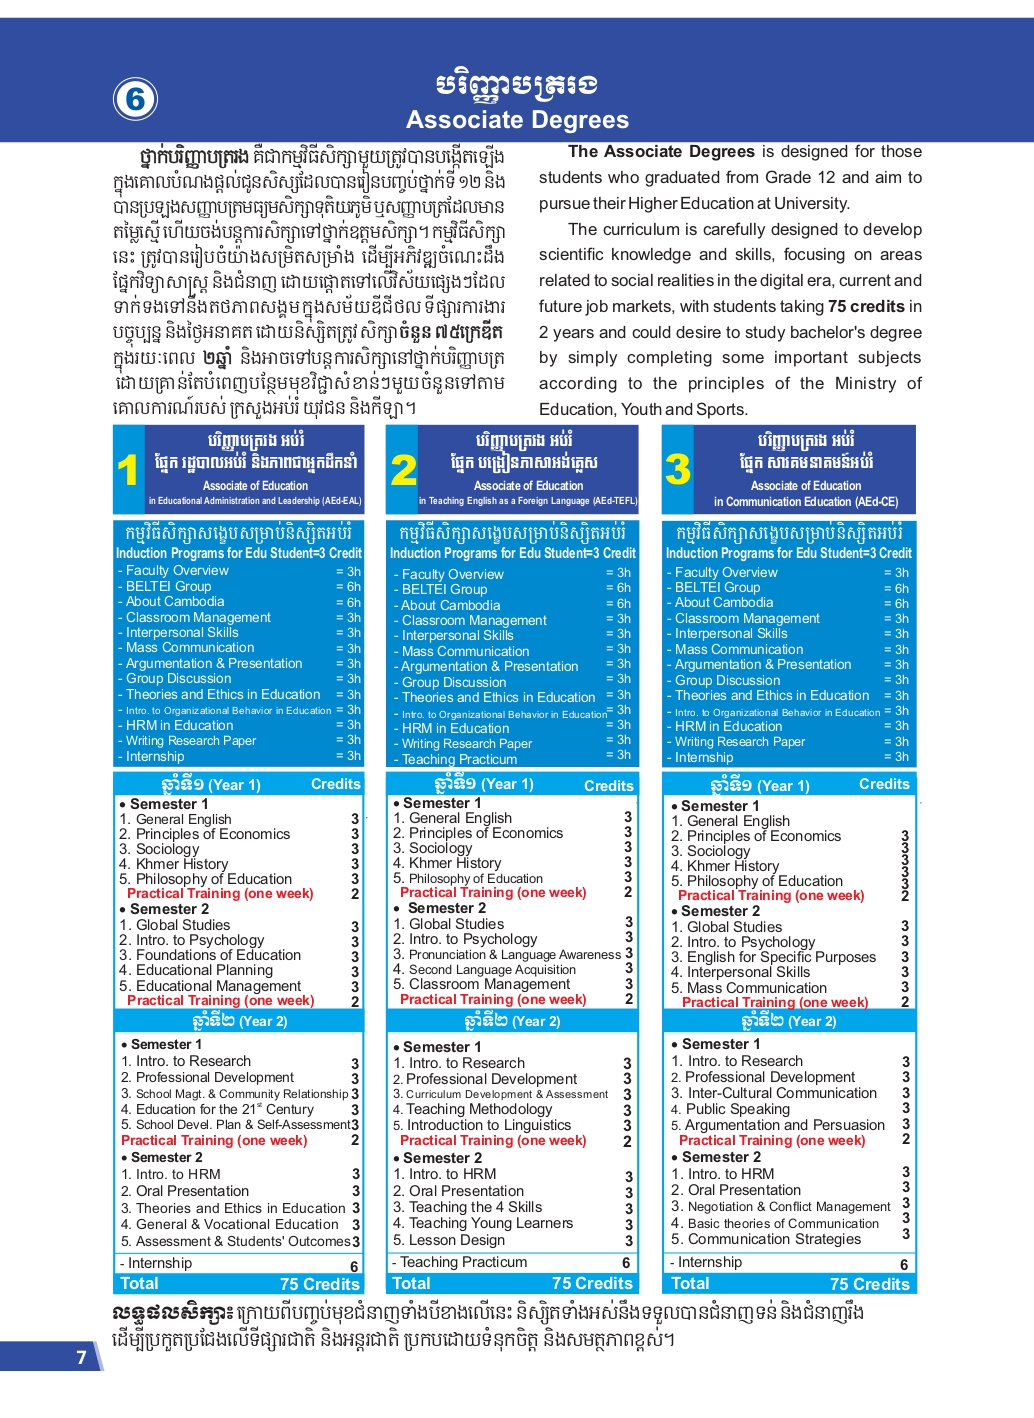 6
បរិញ្ញាបត្ររង
Associate Degrees
ថ្នាក់បរិញ្ញាបត្ររង គឺជាកម្មវិធីសិក្សាមួយត្រូវបានបង្កើតឡើង
ក្នុងគោលបំណងផ្តល់ជូនសិស្សដែលបានរៀនបញ្ចប់ថ្នាក់ទី១២ និង
បានប្រឡងសញ្ញាបត្រមធ្យមសិក្សាទុតិយភូមិ ឬសញ្ញាបត្រដែលមាន
តម្លៃស្មើ ហើយចង់បន្តការសិក្សាទៅថ្នាក់ឧត្តមសិក្សា។ កម្មវិធីសិក្សា
នេះ ត្រូវបានរៀបចំយ៉ាងសម្រិតសម្រាំង ដើម្បីអភិវឌ្ឍចំណេះដឹង
ផ្នែកវិទ្យាសាស្ត្រ និងជំនាញ ដោយផ្តោតទៅលើវិស័យផ្សេងៗដែល
ទាក់ទងទៅនឹងតថភាពសង្គមក្នុងសម័យឌីជីថល ទីផ្សារការងារ
បច្ចុប្បន្ន និងថ្ងៃអនាគត ដោយនិស្សិតត្រូវសិក្សាចំនួន ៧៥ក្រេឌីត
ក្នុងរយៈពេល ២ឆ្នាំ និងអាចទៅបន្តការសិក្សានៅថ្នាក់បរិញ្ញាបត្រ
ដោយគ្រាន់តែបំពេញបន្ថែមមុខវិជ្ជាសំខាន់ៗមួយចំនួនទៅតាម
គោលការណ៍របស់ ក្រសួងអប់រំ យុវជន និងកីឡា។
The Associate Degrees is designed for those
students who graduated from Grade 12 and aim to
pursue their Higher Education at University.
The curriculum is carefully designed to develop
scientific knowledge and skills, focusing on areas
related to social realities in the digital era, current and
future job markets, with students taking 75 credits in
2 years and could desire to study bachelor's degree
by simply completing some important subjects
according to the principles of the Ministry of
Education, Youth and Sports.
1
បរិញ្ញាបត្ររង អប់រំ
ផ្នែក រដ្ឋបាលអប់រំ និងភាពជាអ្នកដឹកនាំ
Associate of Education
in Educational Administration and Leadership (AEd-EAL)
កម្មវិធីសិក្សាសង្ខេបសម្រាប់និស្សិតអប់រំ
Induction Programs for Edu Student=3 Credit
- Faculty Overview = 3h
- BELTEI Group = 6h
- About Cambodia = 6h
- Classroom Management = 3h
- Interpersonal Skills = 3h
- Mass Communication = 3h
- Argumentation & Presentation = 3h
- Group Discussion = 3h
- Theories and Ethics in Education = 3h
- Intro. to Organizational Behavior in Education = 3h
- HRM in Education = 3h
- Writing Research Paper = 3h
- Internship = 3h
ឆ្នាំទី១ (Year 1) Credits
• Semester 1
1. General English 3
2. Principles of Economics 3
3. Sociology 3
4. Khmer History 3
5. Philosophy of Education 3
Practical Training (one week) 2
• Semester 2
1. Global Studies 3
2. Intro. to Psychology 3
3. Foundations of Education 3
4. Educational Planning 3
5. Educational Management 3
Practical Training (one week) 2
ឆ្នាំទី២ (Year 2)
• Semester 1
1. Intro. to Research 3
2. Professional Development 3
3. School Magt. & Community Relationship 3
4. Education for the 21st Century 3
5. School Devel. Plan & Self-Assessment 3
Practical Training (one week) 2
• Semester 2
1. Intro. to HRM 3
2. Oral Presentation 3
3. Theories and Ethics in Education 3
4. General & Vocational Education 3
5. Assessment & Students' Outcomes 3
- Internship 6
Total 75 Credits
2
បរិញ្ញាបត្ររង អប់រំ
ផ្នែក បង្រៀនភាសាអង់គ្លេស
Associate of Education
in Teaching English as a Foreign Language (AEd-TEFL)
កម្មវិធីសិក្សាសង្ខេបសម្រាប់និស្សិតអប់រំ
Induction Programs for Edu Student=3 Credit
- Faculty Overview = 3h
- BELTEI Group = 6h
- About Cambodia = 6h
- Classroom Management = 3h
- Interpersonal Skills = 3h
- Mass Communication = 3h
- Argumentation & Presentation = 3h
- Group Discussion = 3h
- Theories and Ethics in Education = 3h
- Intro. to Organizational Behavior in Education = 3h
- HRM in Education = 3h
- Writing Research Paper = 3h
- Teaching Practicum = 3h
ឆ្នាំទី១ (Year 1) Credits
• Semester 1
1. General English 3
2. Principles of Economics 3
3. Sociology 3
4. Khmer History 3
5. Philosophy of Education 3
Practical Training (one week) 2
• Semester 2
1. Global Studies 3
2. Intro. to Psychology 3
3. Pronunciation & Language Awareness 3
4. Second Language Acquisition 3
5. Classroom Management 3
Practical Training (one week) 2
ឆ្នាំទី២ (Year 2)
• Semester 1
1. Intro. to Research 3
2. Professional Development 3
3. Curriculum Development & Assessment 3
4. Teaching Methodology 3
5. Introduction to Linguistics 3
Practical Training (one week) 2
• Semester 2
1. Intro. to HRM 3
2. Oral Presentation 3
3. Teaching the 4 Skills 3
4. Teaching Young Learners 3
5. Lesson Design 3
- Teaching Practicum 6
Total 75 Credits
3
បរិញ្ញាបត្ររង អប់រំ
ផ្នែក សារគមនាគមន៍អប់រំ
Associate of Education
in Communication Education (AEd-CE)
កម្មវិធីសិក្សាសង្ខេបសម្រាប់និស្សិតអប់រំ
Induction Programs for Edu Student=3 Credit
- Faculty Overview = 3h
- BELTEI Group = 6h
- About Cambodia = 6h
- Classroom Management = 3h
- Interpersonal Skills = 3h
- Mass Communication = 3h
- Argumentation & Presentation = 3h
- Group Discussion = 3h
- Theories and Ethics in Education = 3h
- Intro. to Organizational Behavior in Education = 3h
- HRM in Education = 3h
- Writing Research Paper = 3h
- Internship = 3h
ឆ្នាំទី១ (Year 1) Credits
• Semester 1
1. General English
2. Principles of Economics 3
3. Sociology 3
4. Khmer History 3
5. Philosophy of Education 3
3
Practical Training (one week) 2
• Semester 2
1. Global Studies 3
2. Intro. to Psychology 3
3. English for Specific Purposes 3
4. Interpersonal Skills 3
5. Mass Communication 3
Practical Training (one week) 2
ឆ្នាំទី២ (Year 2)
• Semester 1
1. Intro. to Research 3
2. Professional Development 3
3. Inter-Cultural Communication 3
4. Public Speaking 3
5. Argumentation and Persuasion 3
Practical Training (one week) 2
• Semester 2
1. Intro. to HRM 3
2. Oral Presentation 3
3. Negotiation & Conflict Management 3
4. Basic theories of Communication 3
5. Communication Strategies 3
- Internship 6
Total 75 Credits
លទ្ធផលសិក្សា៖ ក្រោយពីបញ្ចប់មុខជំនាញទាំងបីខាងលើនេះ និស្សិតទាំងអស់នឹងទទួលបានជំនាញទន់ និងជំនាញរឹង
ដើម្បីប្រកួតប្រជែងលើទីផ្សារជាតិ និងអន្តរជាតិ ប្រកបដោយទំនុកចិត្ត និងសមត្ថភាពខ្ពស់។
7